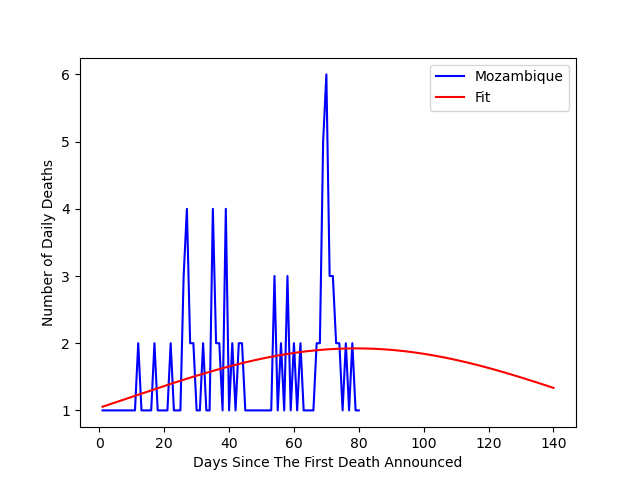 Mozambique
Fit
6
5
4
3
2
1
Number of Daily Deaths
0 20 40 60 80 100 120 140
Days Since The First Death Announced